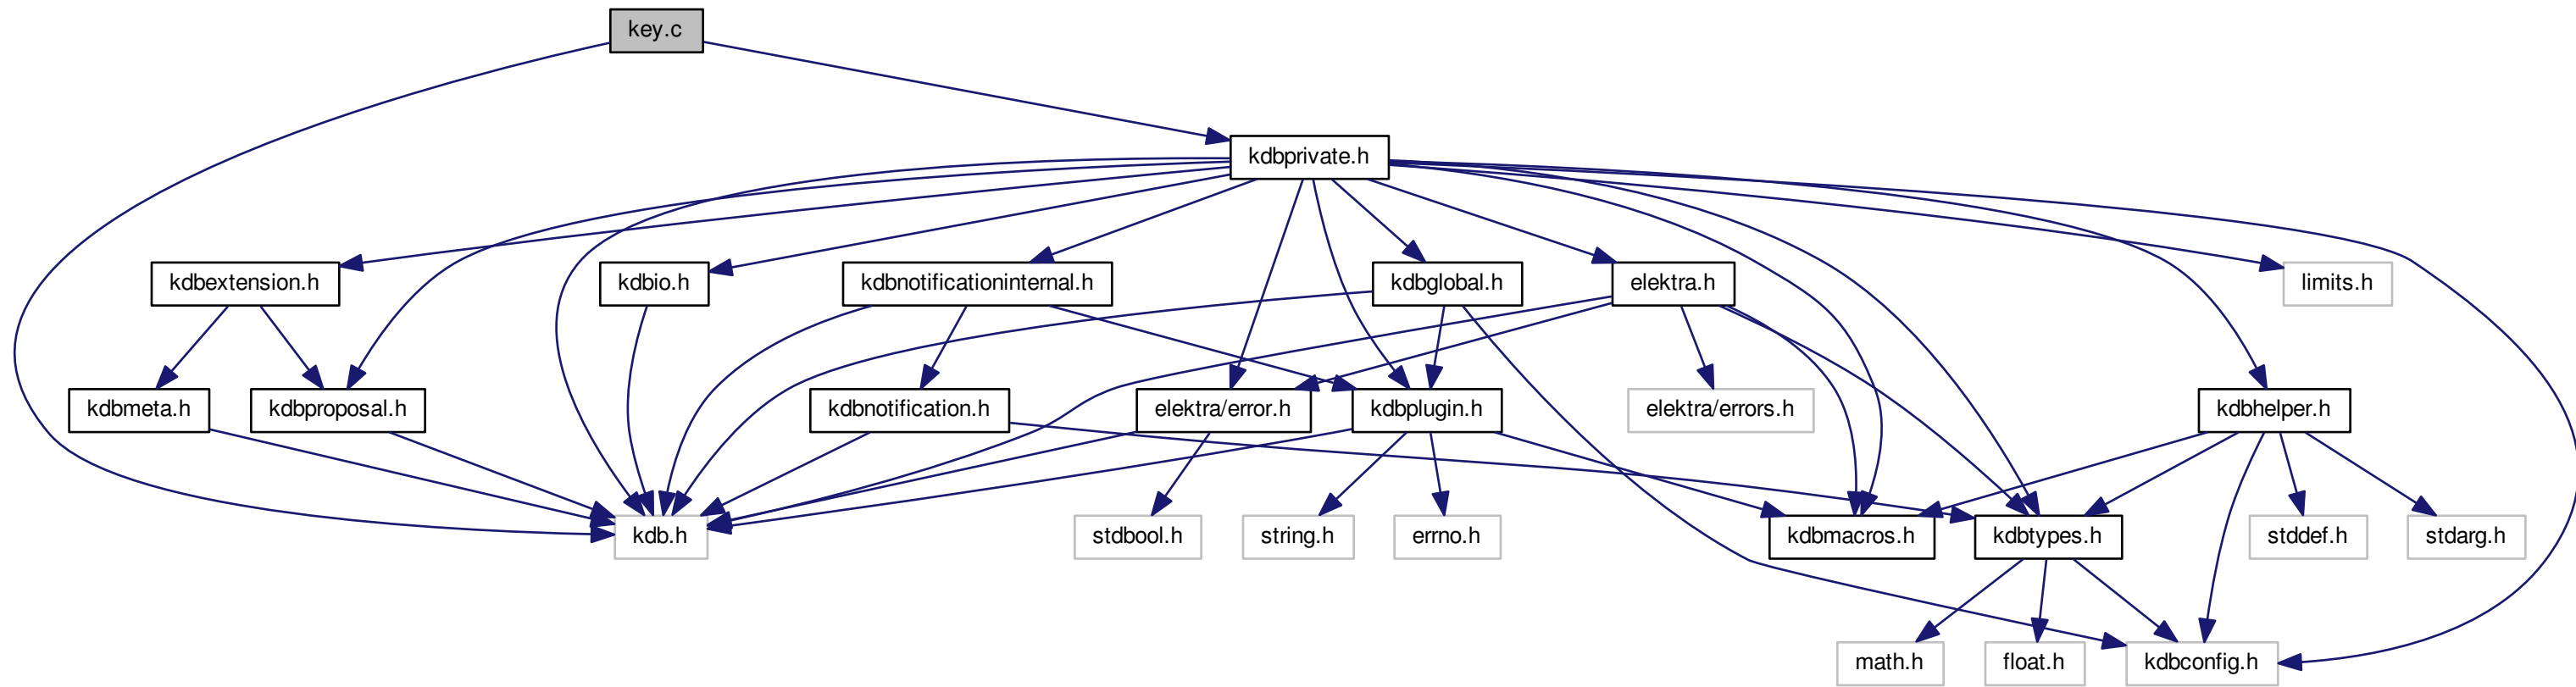 key.c
kdbprivate.h
kdbextension.h
kdbio.h
kdbnotificationinternal.h
kdbglobal.h
elektra.h
limits.h
kdbmeta.h
kdbproposal.h
kdbnotification.h
elektra/error.h
kdbplugin.h
elektra/errors.h
kdbhelper.h
kdb.h
stdbool.h
string.h
errno.h
kdbmacros.h
kdbtypes.h
stddef.h
stdarg.h
math.h
float.h
kdbconfig.h